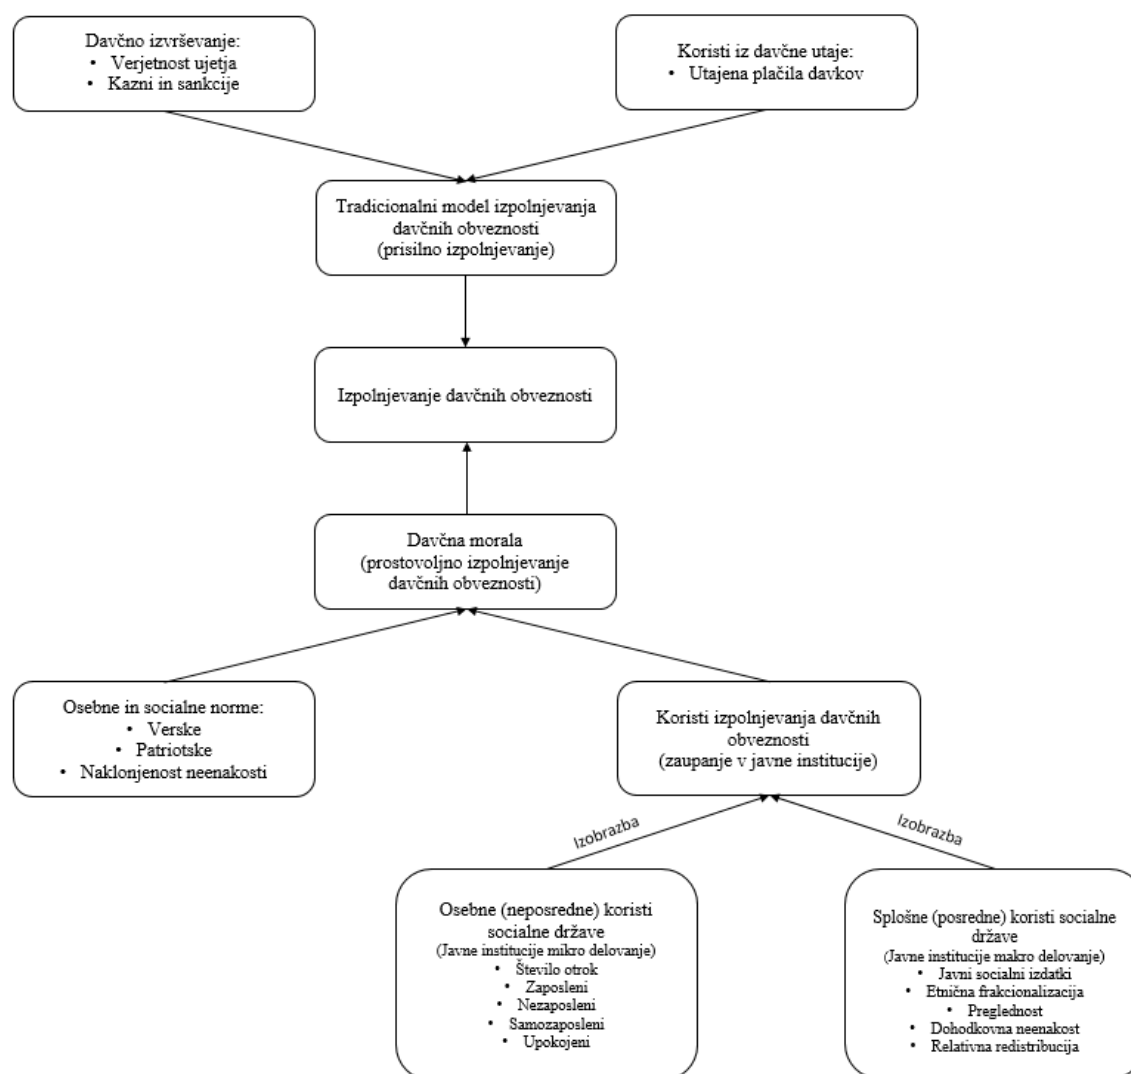 Davčno izvrševanje:
• Verjetnost ujetja
• Kazni in sankcije
Koristi iz davčne utaje:
• Utajena plačila davkov
Tradicionalni model izpolnjevanja
davčnih obveznosti
(prisilno izpolnjevanje)
Izpolnjevanje davčnih obveznosti
Davčna morala
(prostovoljno izpolnjevanje
davčnih obveznosti)
Osebne in socialne norme:
• Verske
• Patriotske
• Naklonjenost neenakosti
Koristi izpolnjevanja davčnih
obveznosti
(zaupanje v javne institucije)
Izobrazba
Izobrazba
Osebne (neposredne) koristi
socialne države
(Javne institucije mikro delovanje)
• Število otrok
• Zaposleni
• Nezaposleni
• Samozaposleni
• Upokojeni
Splošne (posredne) koristi socialne
države
(Javne institucije makro delovanje)
• Javni socialni izdatki
• Etnična frakcionalizacija
• Preglednost
• Dohodkovna neenakost
• Relativna redistribucija